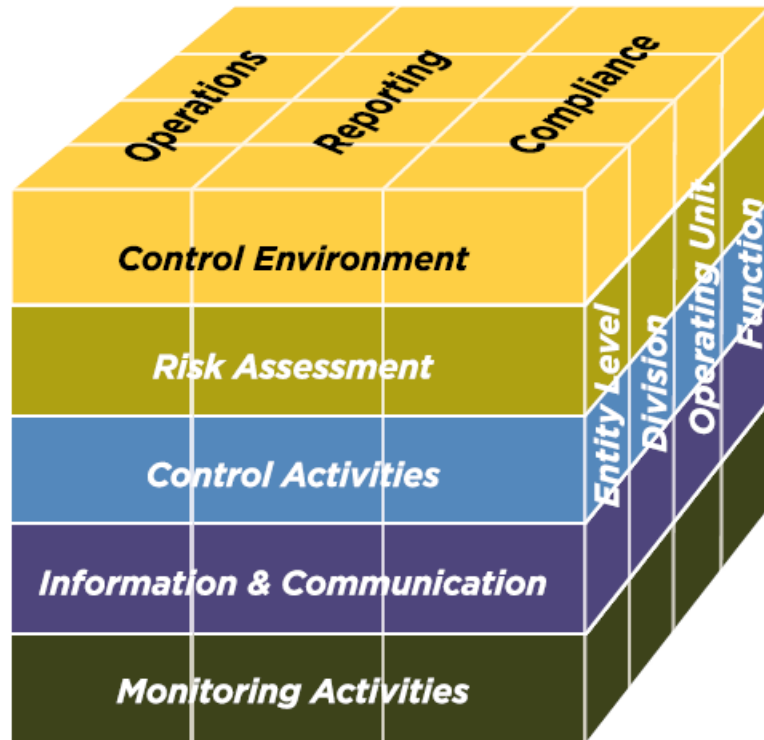 Operations
Reporting
Compliance
Control Environment
Risk Assessment
Control Activities
Information & Communication
Monitoring Activities
Entity Level
Division
Operating Unit
Function